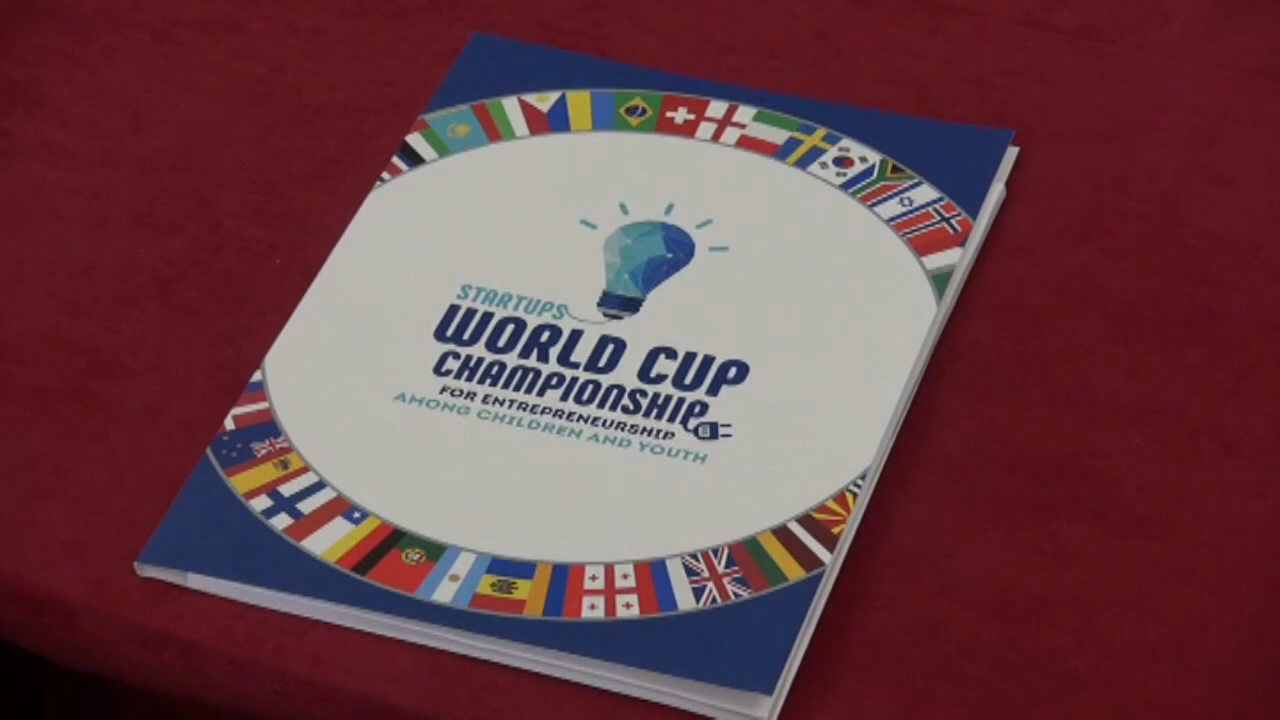 STARTUPS
WORLD CUP
CHAMPIONSHIP
FOR ENTREPRENEURSHIP
AMONG CHILDREN AND YOUTH